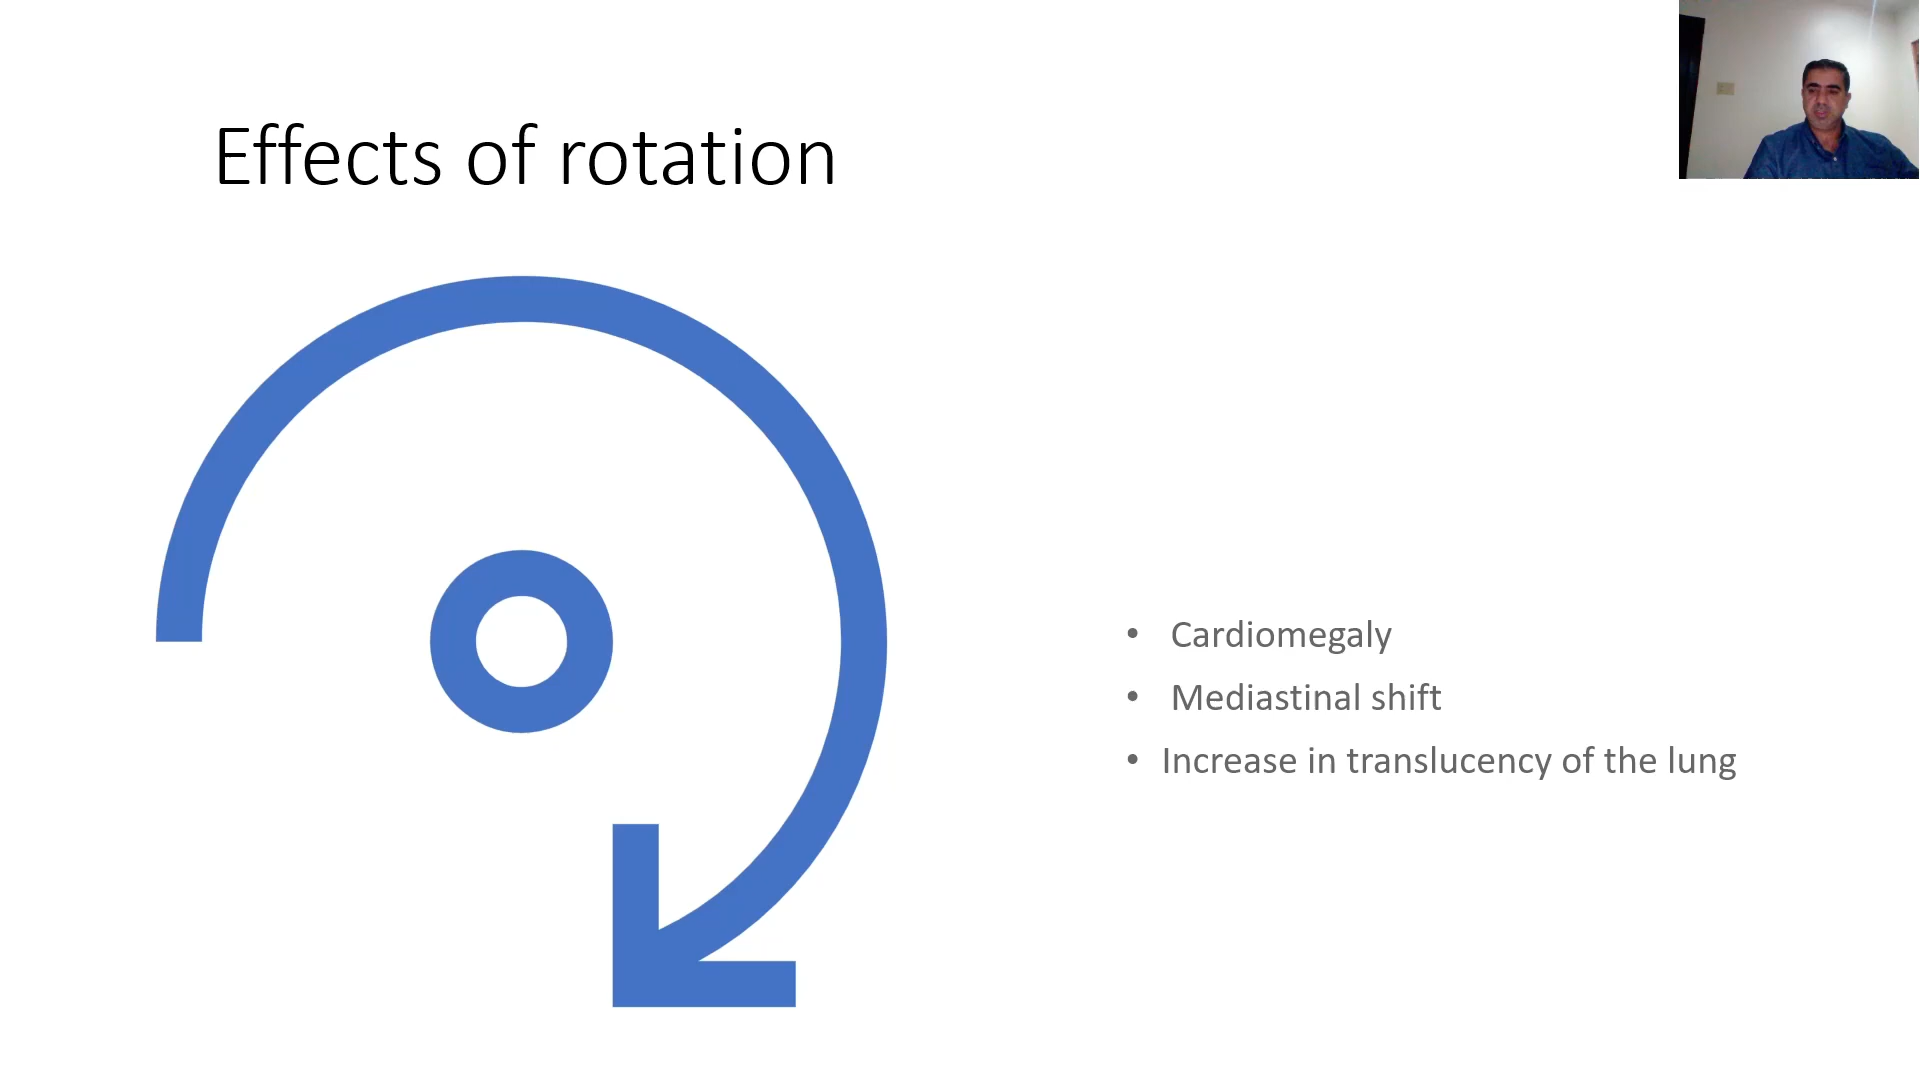 Effects of rotation
• Cardiomegaly
• Mediastinal shift
• Increase in translucency of the lung